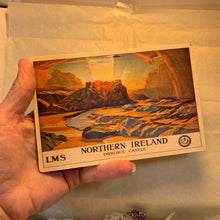 NORTHERN IRELAND
LMS
DUNLUCE CASTLE